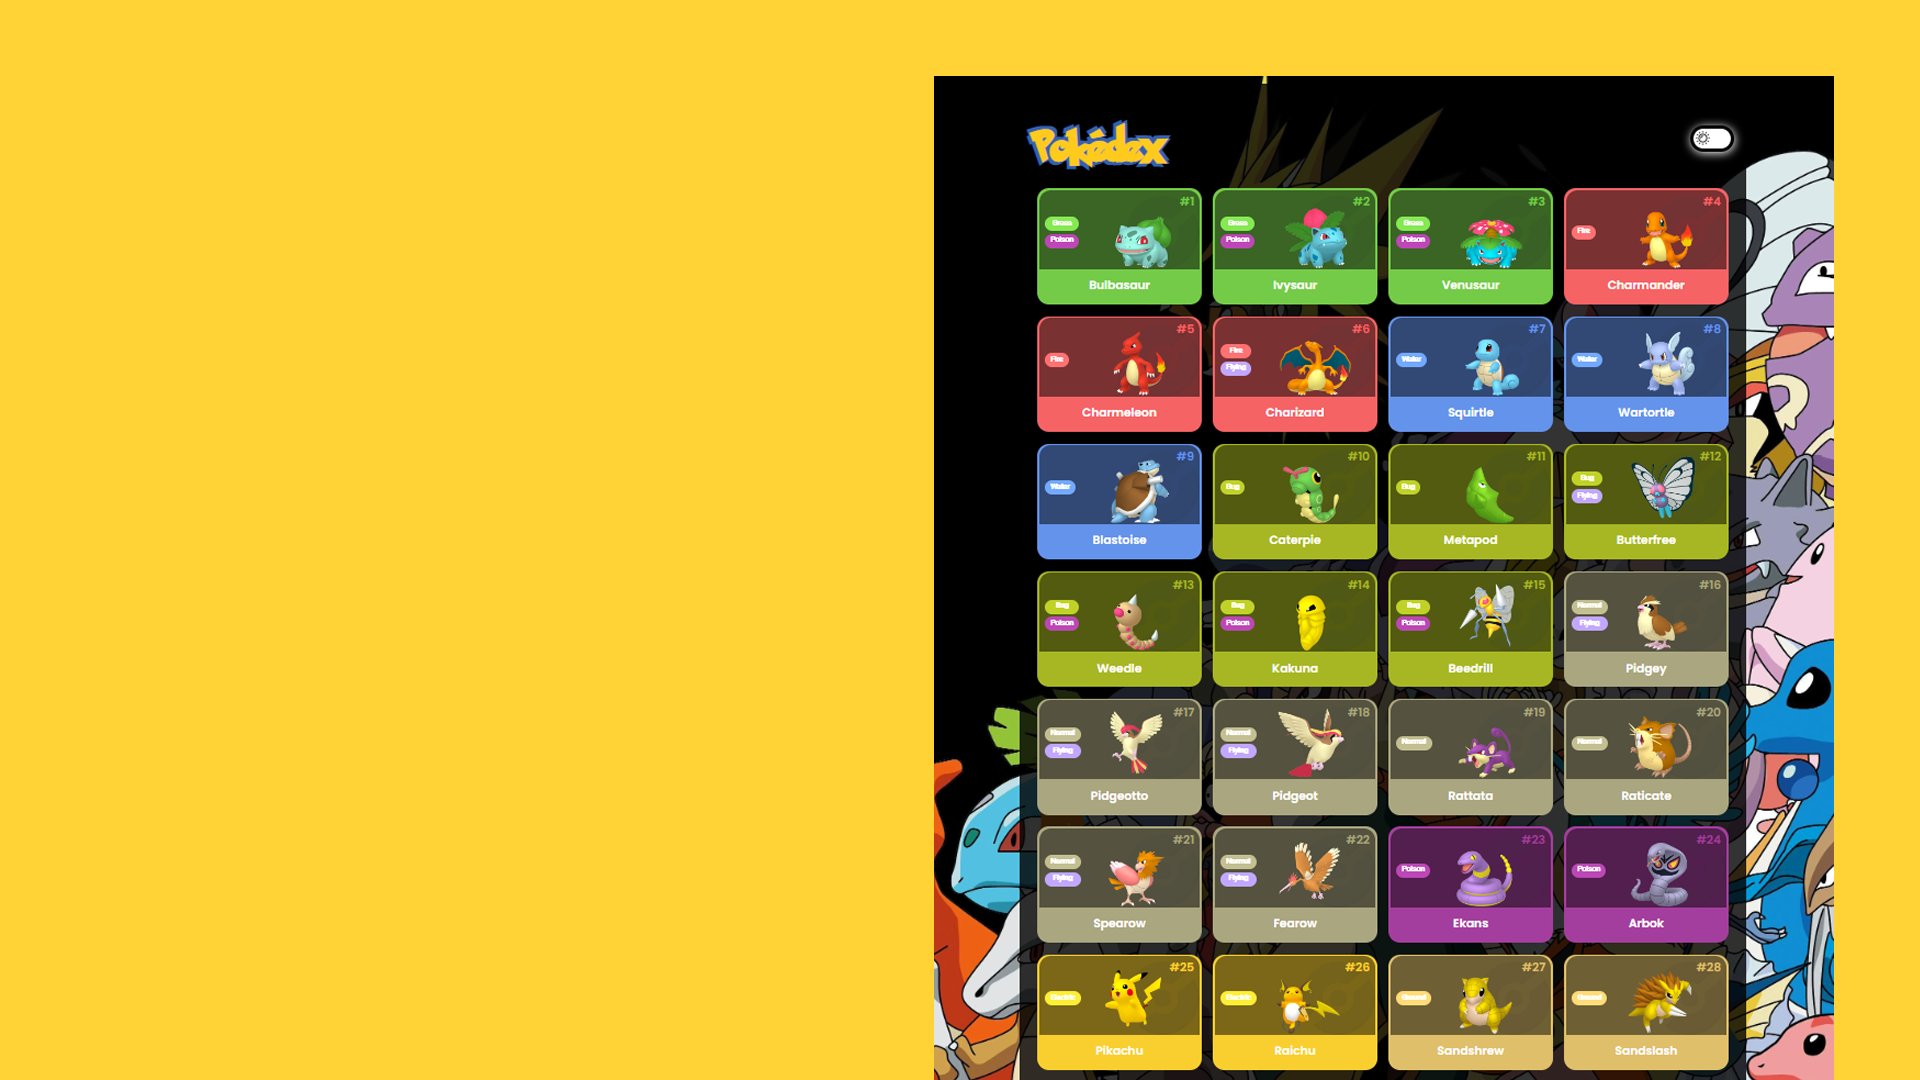 Pokédex
#1
Grass
Poison
Bulbasaur
#2
Grass
Poison
Ivysaur
#3
Grass
Poison
Venusaur
#4
Fire
Charmander
#5
Fire
Charmeleon
#6
Fire
Flying
Charizard
#7
Water
Squirtle
#8
Water
Wartortle
#9
Water
Blastoise
#10
Bug
Caterpie
#11
Bug
Metapod
#12
Bug
Flying
Butterfree
#13
Bug
Poison
Weedle
#14
Bug
Poison
Kakuna
#15
Bug
Poison
Beedrill
#16
Normal
Flying
Pidgey
#17
Normal
Flying
Pidgeotto
#18
Normal
Flying
Pidgeot
#19
Normal
Rattata
#20
Normal
Raticate
#21
Normal
Flying
Spearow
#22
Normal
Flying
Fearow
#23
Poison
Ekans
#24
Poison
Arbok
#25
Electric
Pikachu
#26
Electric
Raichu
#27
Ground
Sandshrew
#28
Ground
Sandslash